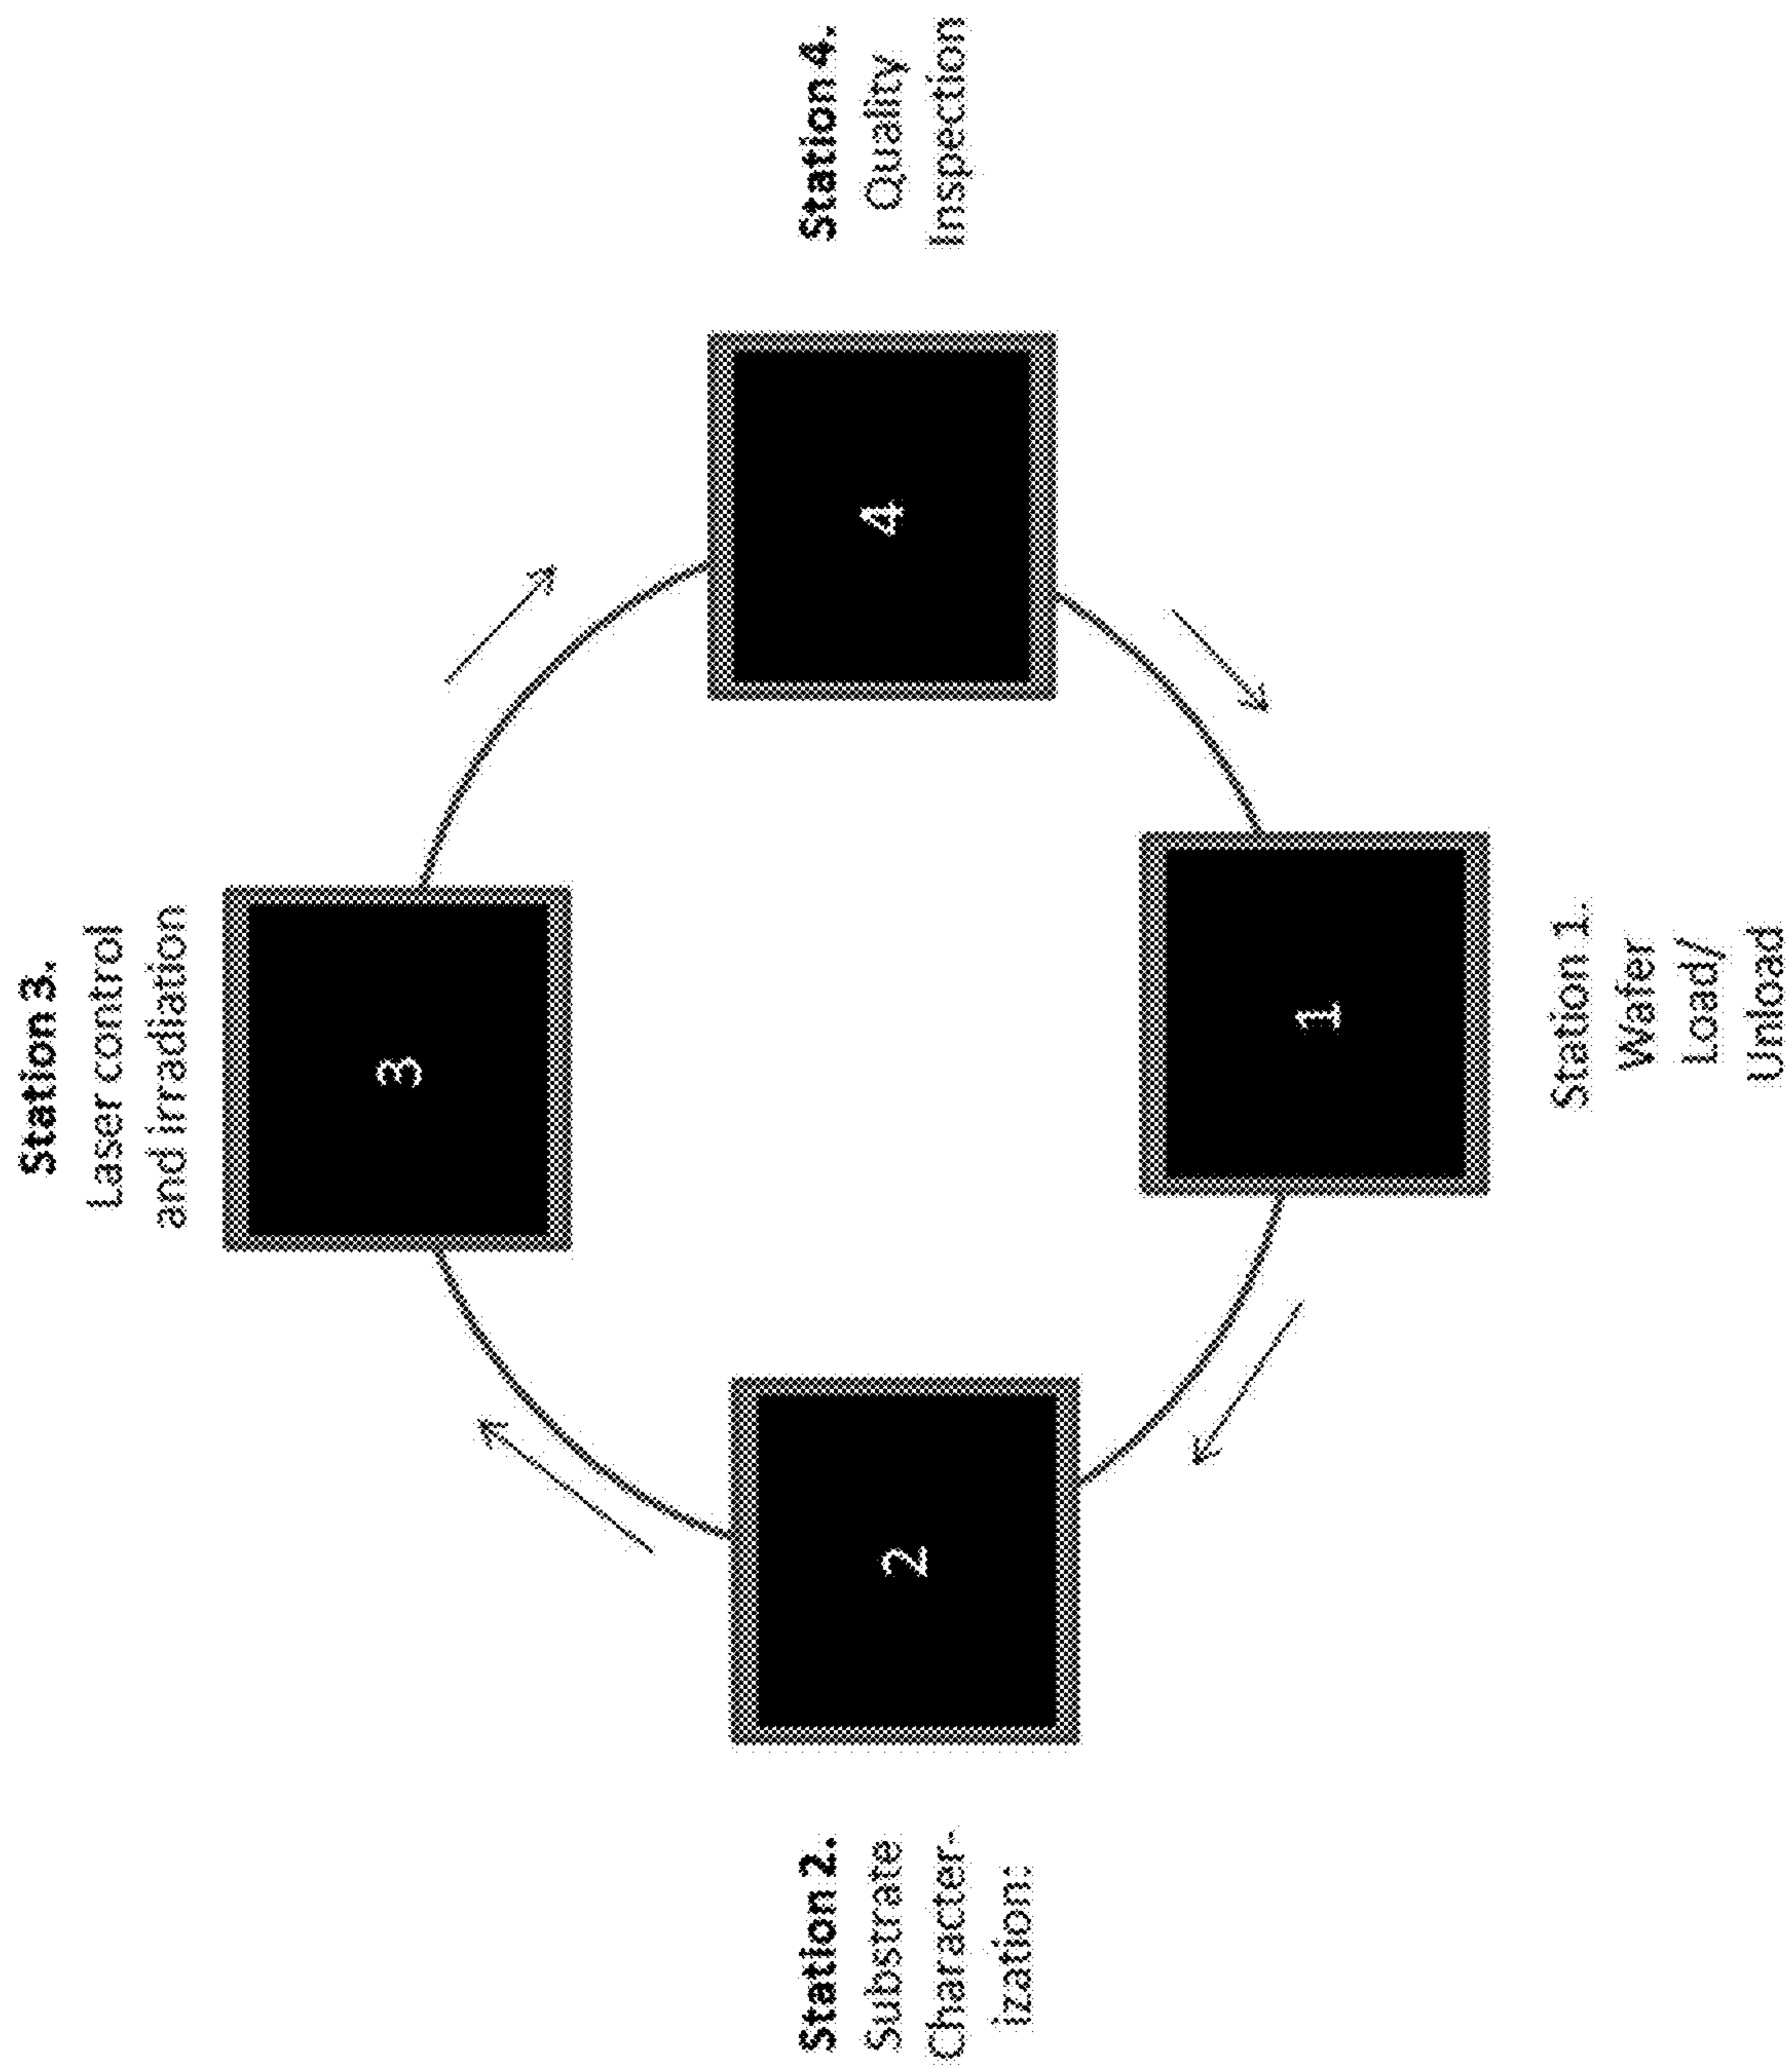 Station 3.
Laser control
and irradiation
3
Station 2.
Substrate
Character-
ization:
2
4
Station 4.
Quality
Inspection
1
Station 1.
Wafer
Load/
Unload